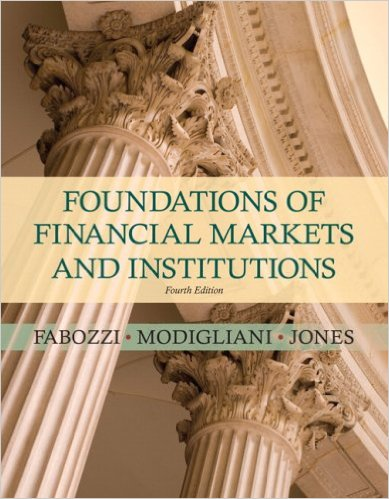 FOUNDATIONS OF
FINANCIAL MARKETS
AND INSTITUTIONS
Fourth Edition
FABOZZI • MODIGLIANI • JONES